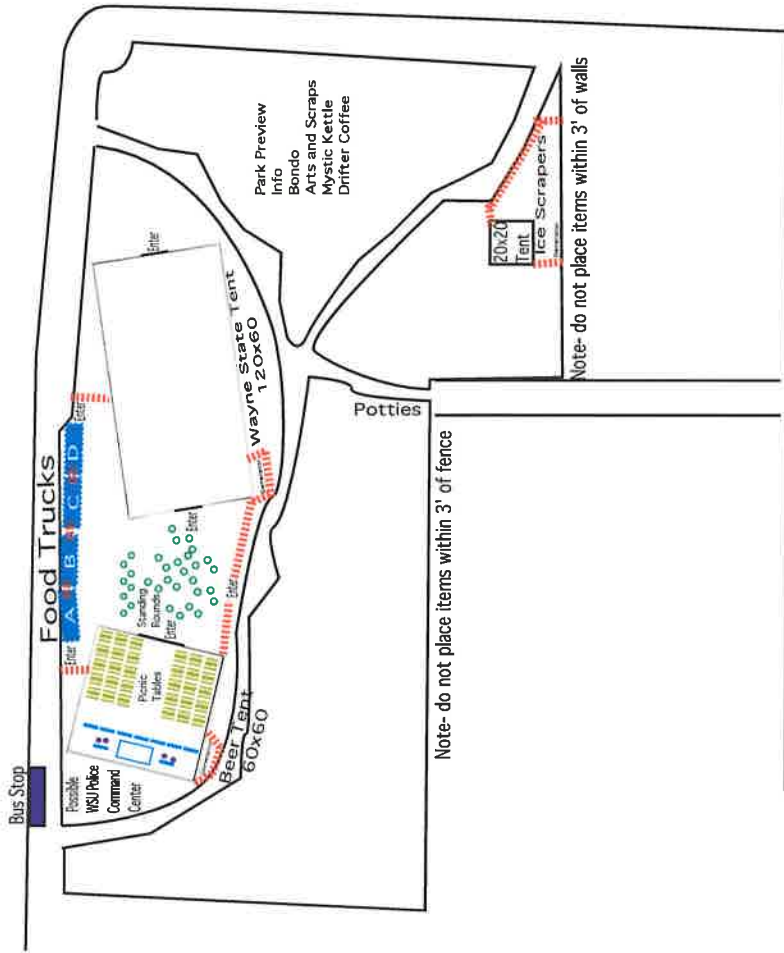 Bus Stop
Food Trucks
A
B
C
D
Enter
Enter
Possible
WSU Police
Command
Center
Picnic
Tables
Enter
Standing
Rounds
Enter
Enter
Enter
Beer Tent
60x60
Wayne State Tent
120x60
Park Preview
Info
Bondo
Arts and Scraps
Mystic Kettle
Drifter Coffee
Potties
20x20
Tent
Ice Scrapers
Note- do not place items within 3' of fence
Note- do not place items within 3' of walls